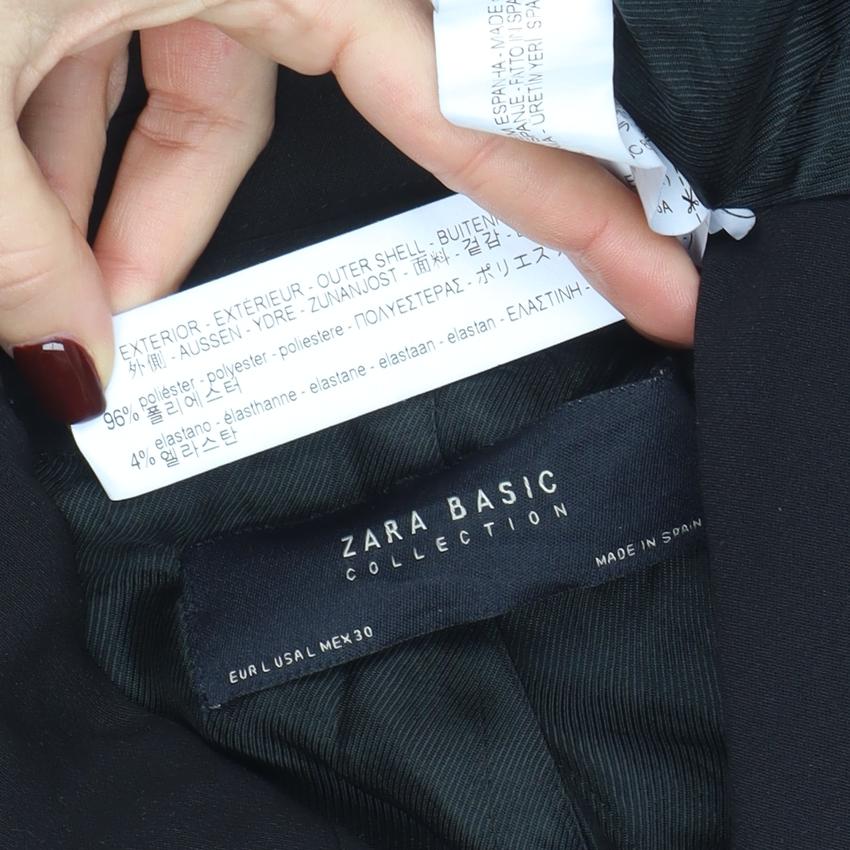 ESPANHA - MADE
EXTERIOR - EXTÉRIEUR - OUTER SHELL - BUITEN
外側 - AUSSEN - YDRE - ZUNANJOST - 面料 - 겉감 -
96% poliéster - polyester - poliestere - ΠΟΛΥΕΣΤΕΡΑΣ - ポリエス
폴리에스터
4% elastano - élasthanne - elastane - elastaan - elastan - ΕΛΑΣΤΙΝΗ -
엘라스탄
ZARA BASIC
COLLECTION
MADE IN SPAIN
EUR L USA L MEX 30